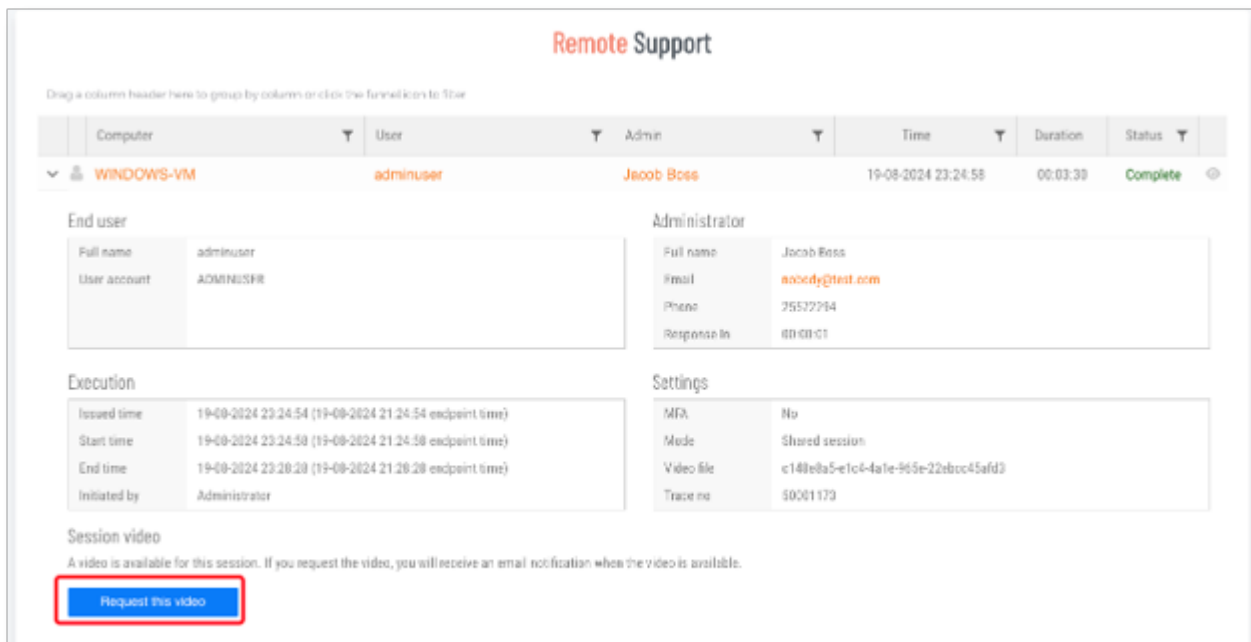 Remote Support
Drag a column header here to group by column or click the funnel icon to filter
Computer User Admin Time Duration Status
WINDOWS-VM adminuser Jacob Boss 19-08-2024 23:24:58 00:03:30 Complete
End user
Full name adminuser
User account ADMINUSER
Administrator
Full name Jacob Boss
Email nobody@test.com
Phone 25572294
Response in 00:00:01
Execution
Issued time 19-08-2024 23:24:54 (19-08-2024 21:24:54 endpoint time)
Start time 19-08-2024 23:24:58 (19-08-2024 21:24:58 endpoint time)
End time 19-08-2024 23:28:28 (19-08-2024 21:28:28 endpoint time)
Initiated by Administrator
Settings
MFA No
Mode Shared session
Video file
Trace no 50001173
Session video
A video is available for this session. If you request the video, you will receive an email notification when the video is available.
Request this video